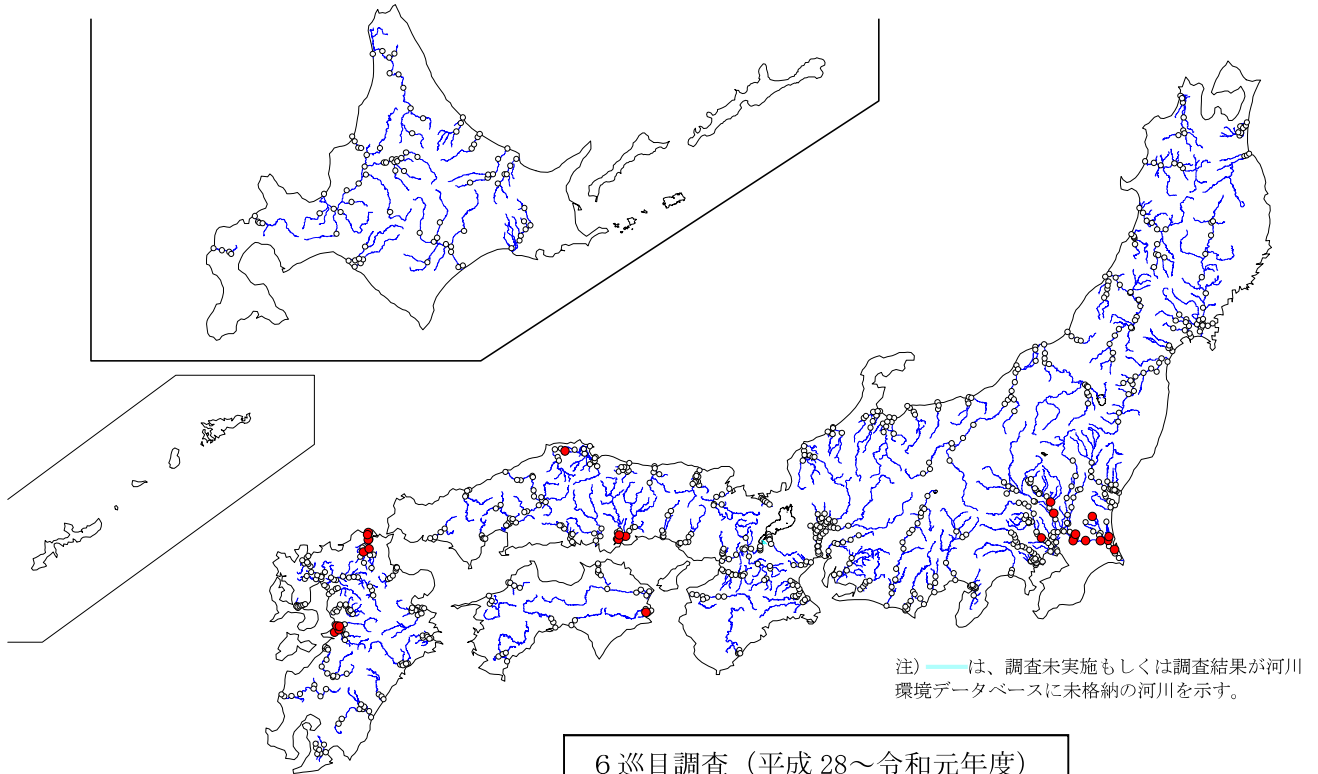 注) は、調査未実施もしくは調査結果が河川
環境データベースに未格納の河川を示す。
６巡目調査（平成 28～令和元年度）